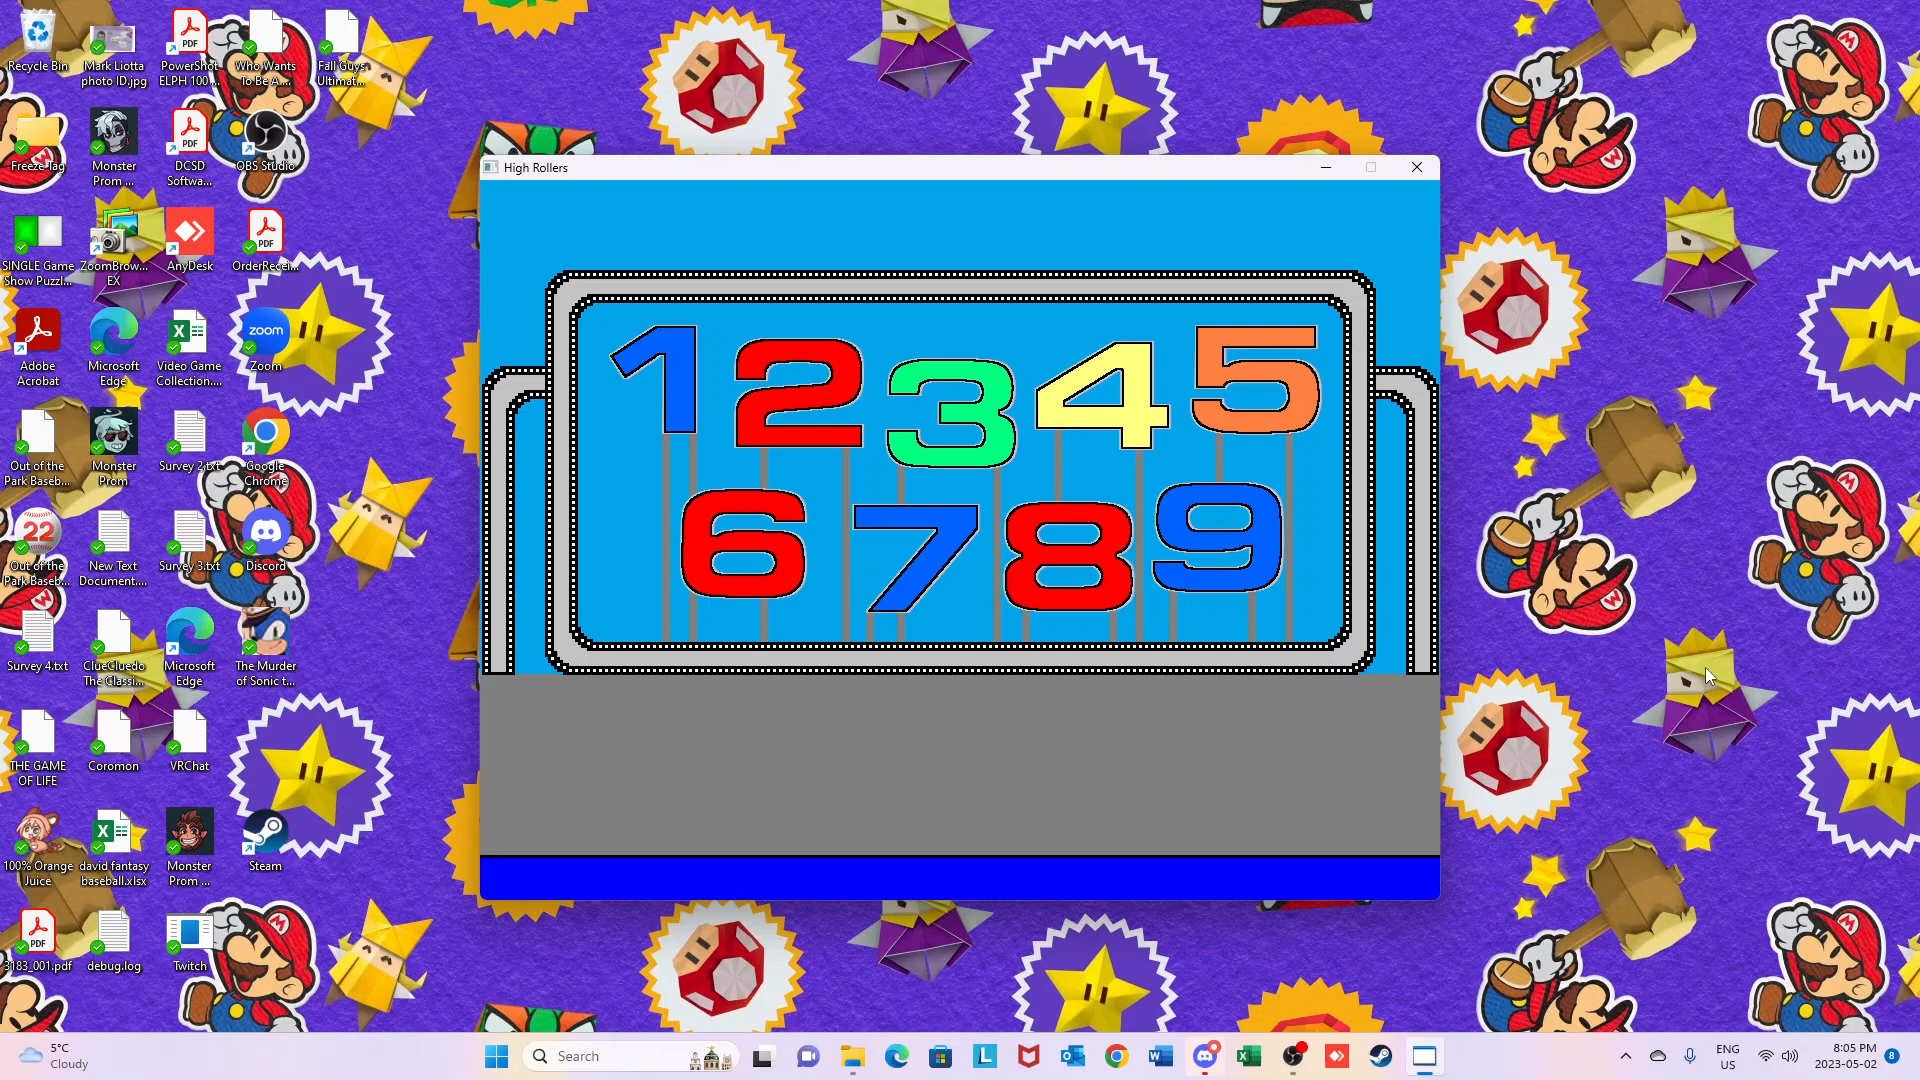 Recycle Bin
Mark Liotta
photo ID.jpg
PowerShot
ELPH 100...
Who Wants
To Be A ...
Fall Guys
Ultimat...
Freeze Tag
Monster
Prom ...
DCSD
Softwa...
OBS Studio
SINGLE Game
Show Puzzl...
ZoomBrow...
EX
AnyDesk
OrderRecei...
Adobe
Acrobat
Microsoft
Edge
Video Game
Collection....
zoom
Zoom
Out of the
Park Baseb...
Monster
Prom
Survey 2.txt
Google
Chrome
22
Out of the
Park Baseb...
New Text
Document....
Survey 3.txt
Discord
Survey 4.txt
ClueCluedo
The Classi...
Microsoft
Edge
The Murder
of Sonic t...
THE GAME
OF LIFE
Coromon
VRChat
100% Orange
Juice
david fantasy
baseball.xlsx
Monster
Prom ...
Steam
3183_001.pdf
debug.log
Twitch
High Rollers
1 2 3 4 5
6 7 8 9
5°C
Cloudy
Search
ENG
US
8:05 PM
2023-05-02
8